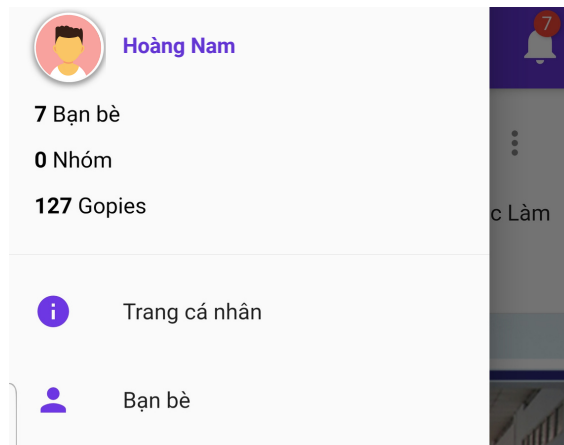 7
Hoàng Nam
7 Bạn bè
0 Nhóm
127 Gopies
c Làm
Trang cá nhân
Bạn bè